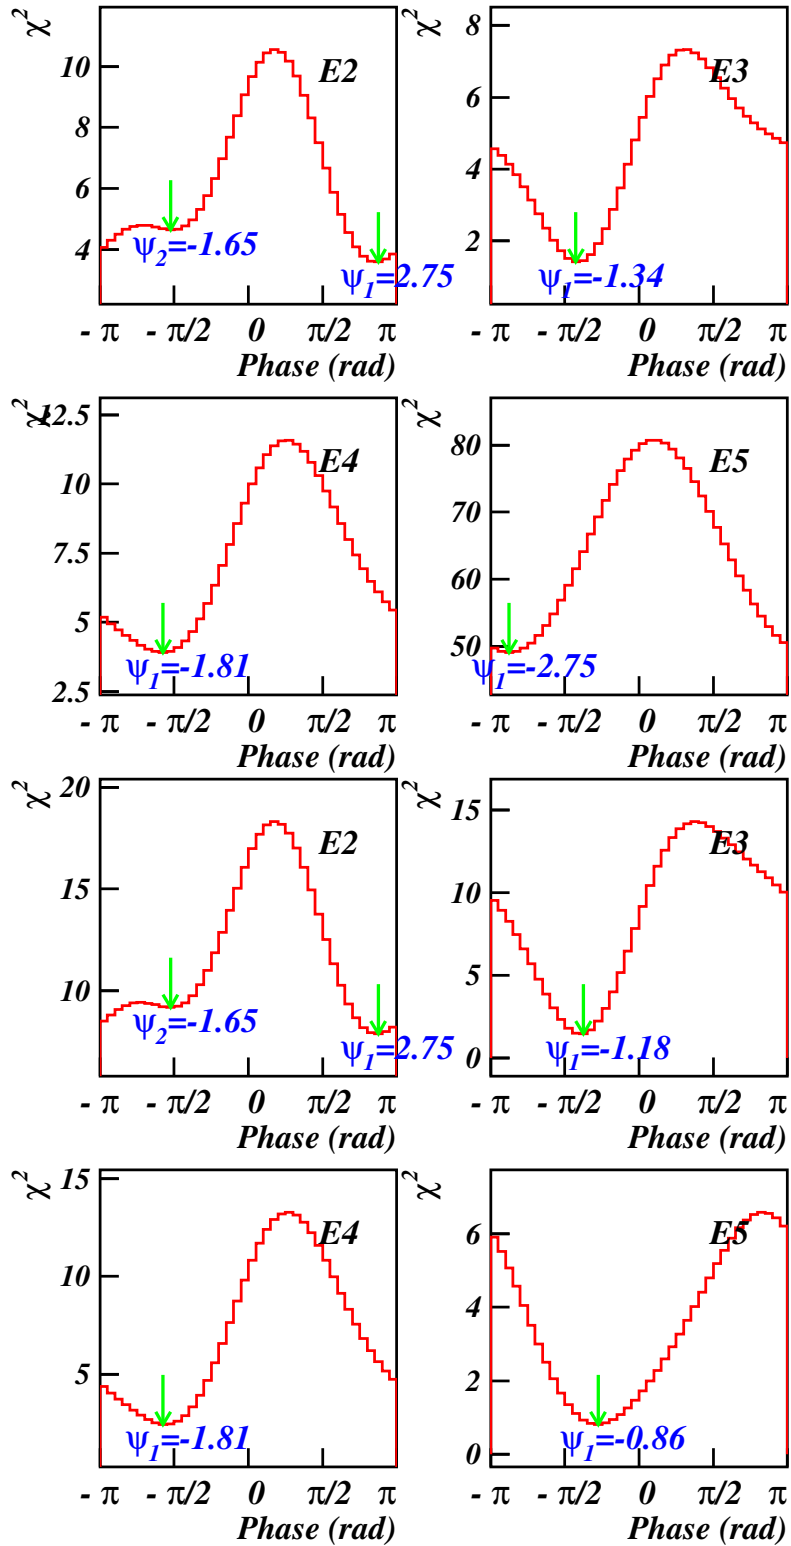 χ² E2
10
8
6
4
ψ₂=-1.65
ψ₁=2.75
- π - π/2 0 π/2 π
Phase (rad)
χ² E3
8
6
4
2
ψ₁=-1.34
- π - π/2 0 π/2 π
Phase (rad)
χ² E4
12.5
10
7.5
5
2.5
ψ₁=-1.81
- π - π/2 0 π/2 π
Phase (rad)
χ² E5
80
70
60
50
ψ₁=-2.75
- π - π/2 0 π/2 π
Phase (rad)
χ² E2
20
15
10
ψ₂=-1.65
ψ₁=2.75
- π - π/2 0 π/2 π
Phase (rad)
χ² E3
15
10
5
0
ψ₁=-1.18
- π - π/2 0 π/2 π
Phase (rad)
χ² E4
15
10
5
ψ₁=-1.81
- π - π/2 0 π/2 π
Phase (rad)
χ² E5
6
4
2
0
ψ₁=-0.86
- π - π/2 0 π/2 π
Phase (rad)